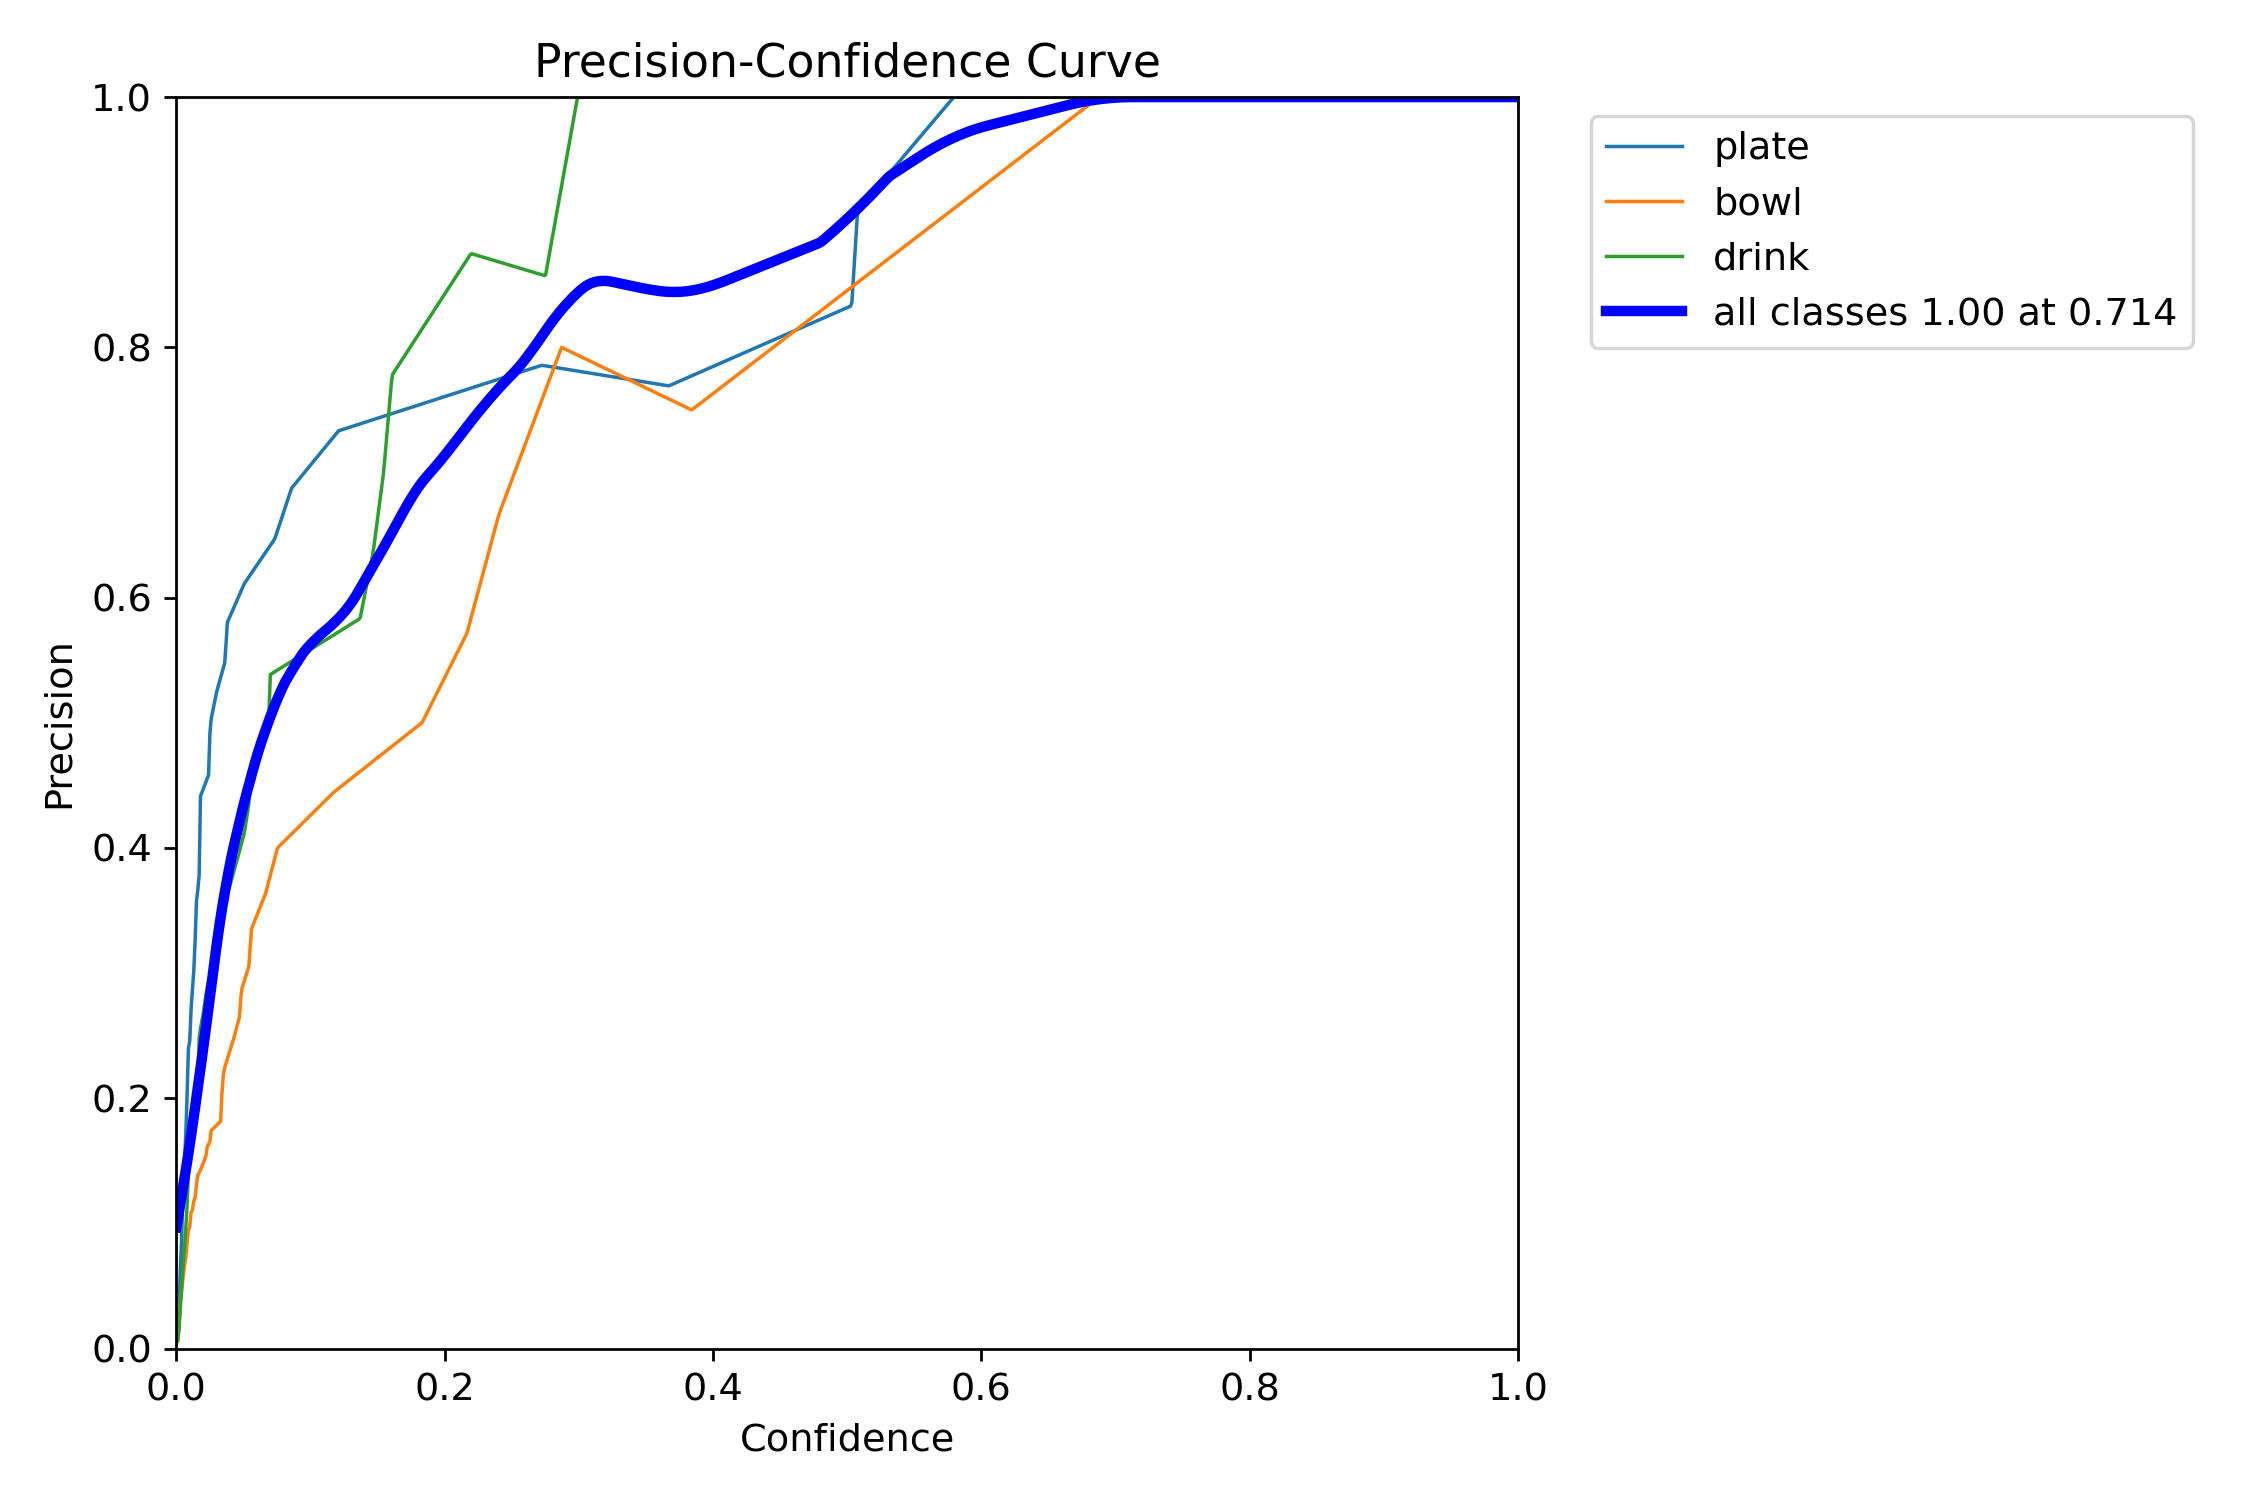 Precision-Confidence Curve
1.0
0.8
0.6
0.4
0.2
0.0
Precision
0.0 0.2 0.4 0.6 0.8 1.0
Confidence
plate
bowl
drink
all classes 1.00 at 0.714